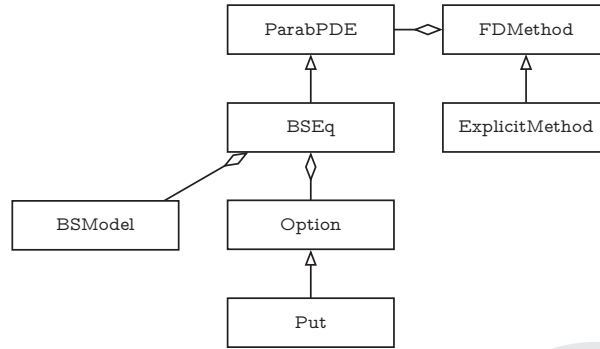 ParabPDE
FDMethod
BSEq
ExplicitMethod
BSModel
Option
Put